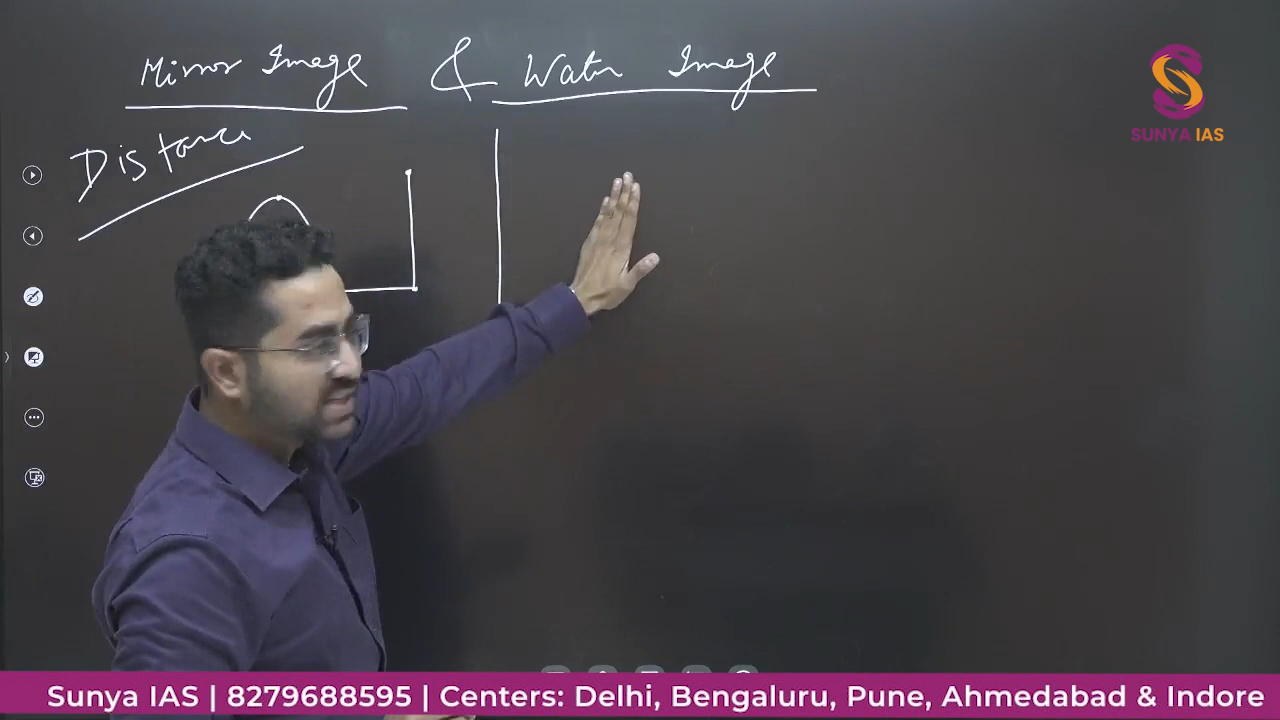 Mirror Image & Water Image
Distance
SUNYA IAS
Sunya IAS | 8279688595 | Centers: Delhi, Bengaluru, Pune, Ahmedabad & Indore